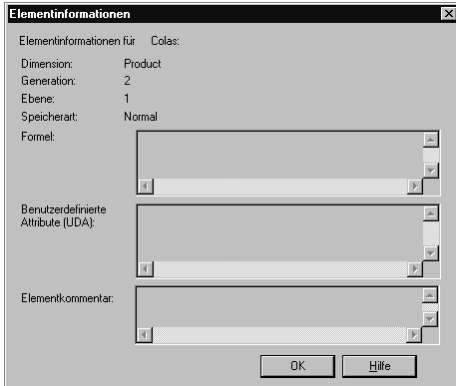 Elementinformationen
Elementinformationen für Colas:
Dimension: Product
Generation: 2
Ebene: 1
Speicherart: Normal
Formel:
Benutzerdefinierte
Attribute (UDA):
Elementkommentar:
OK Hilfe